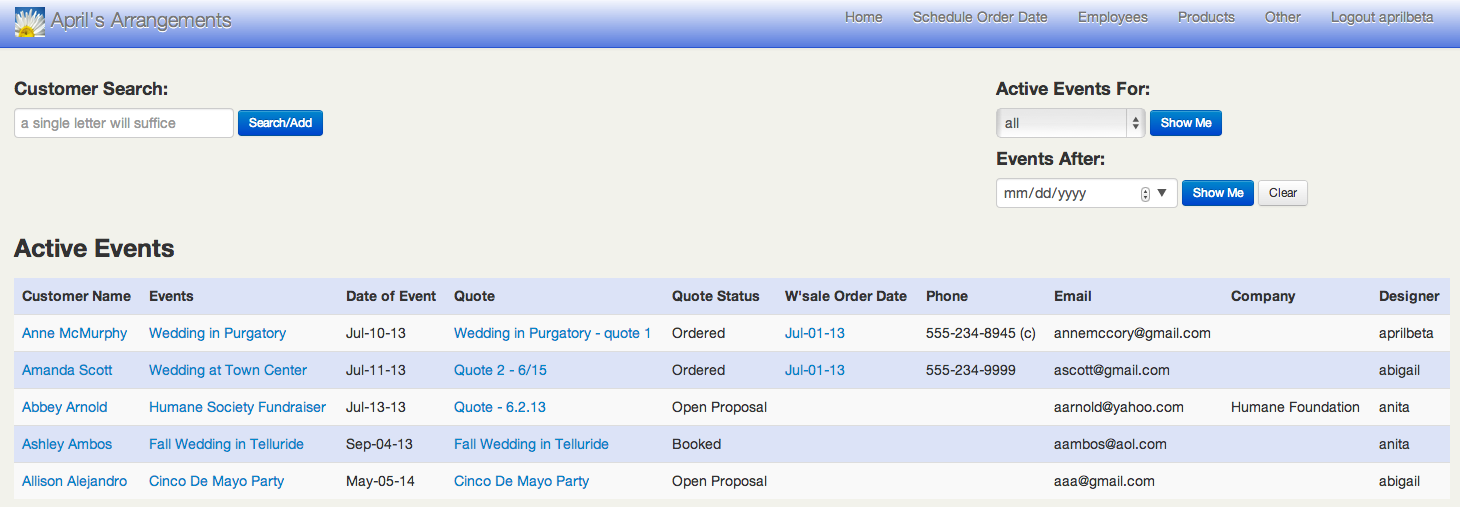 April's Arrangements Home Schedule Order Date Employees Products Other Logout aprilbeta
Customer Search: Active Events For:
a single letter will suffice Search/Add all Show Me
Events After:
mm/dd/yyyy Show Me Clear
Active Events
Customer Name Events Date of Event Quote Quote Status W'sale Order Date Phone Email Company Designer
Anne McMurphy Wedding in Purgatory Jul-10-13 Wedding in Purgatory - quote 1 Ordered Jul-01-13 555-234-8945 (c) annemccory@gmail.com aprilbeta
Amanda Scott Wedding at Town Center Jul-11-13 Quote 2 - 6/15 Ordered Jul-01-13 555-234-9999 ascott@gmail.com abigail
Abbey Arnold Humane Society Fundraiser Jul-13-13 Quote - 6.2.13 Open Proposal aarnold@yahoo.com Humane Foundation anita
Ashley Ambos Fall Wedding in Telluride Sep-04-13 Fall Wedding in Telluride Booked aambos@aol.com anita
Allison Alejandro Cinco De Mayo Party May-05-14 Cinco De Mayo Party Open Proposal aaa@gmail.com abigail